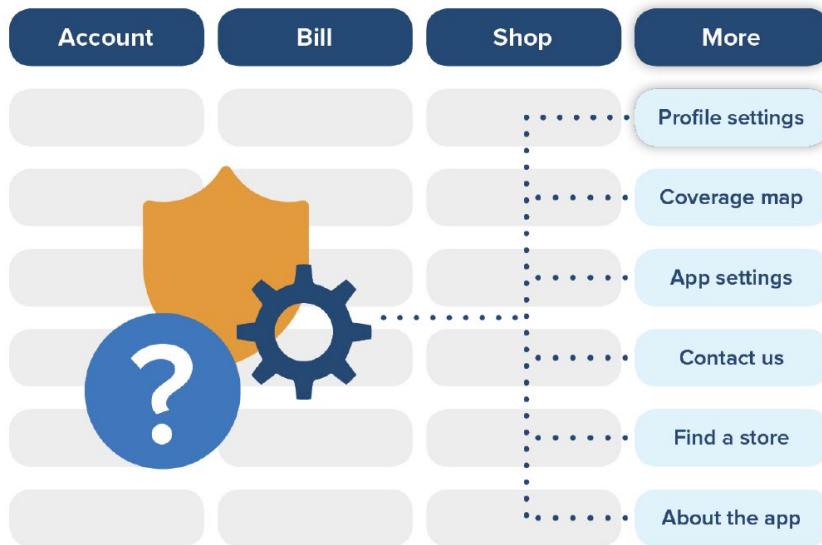 Account
Bill
Shop
More
Profile settings
Coverage map
App settings
Contact us
Find a store
About the app
?